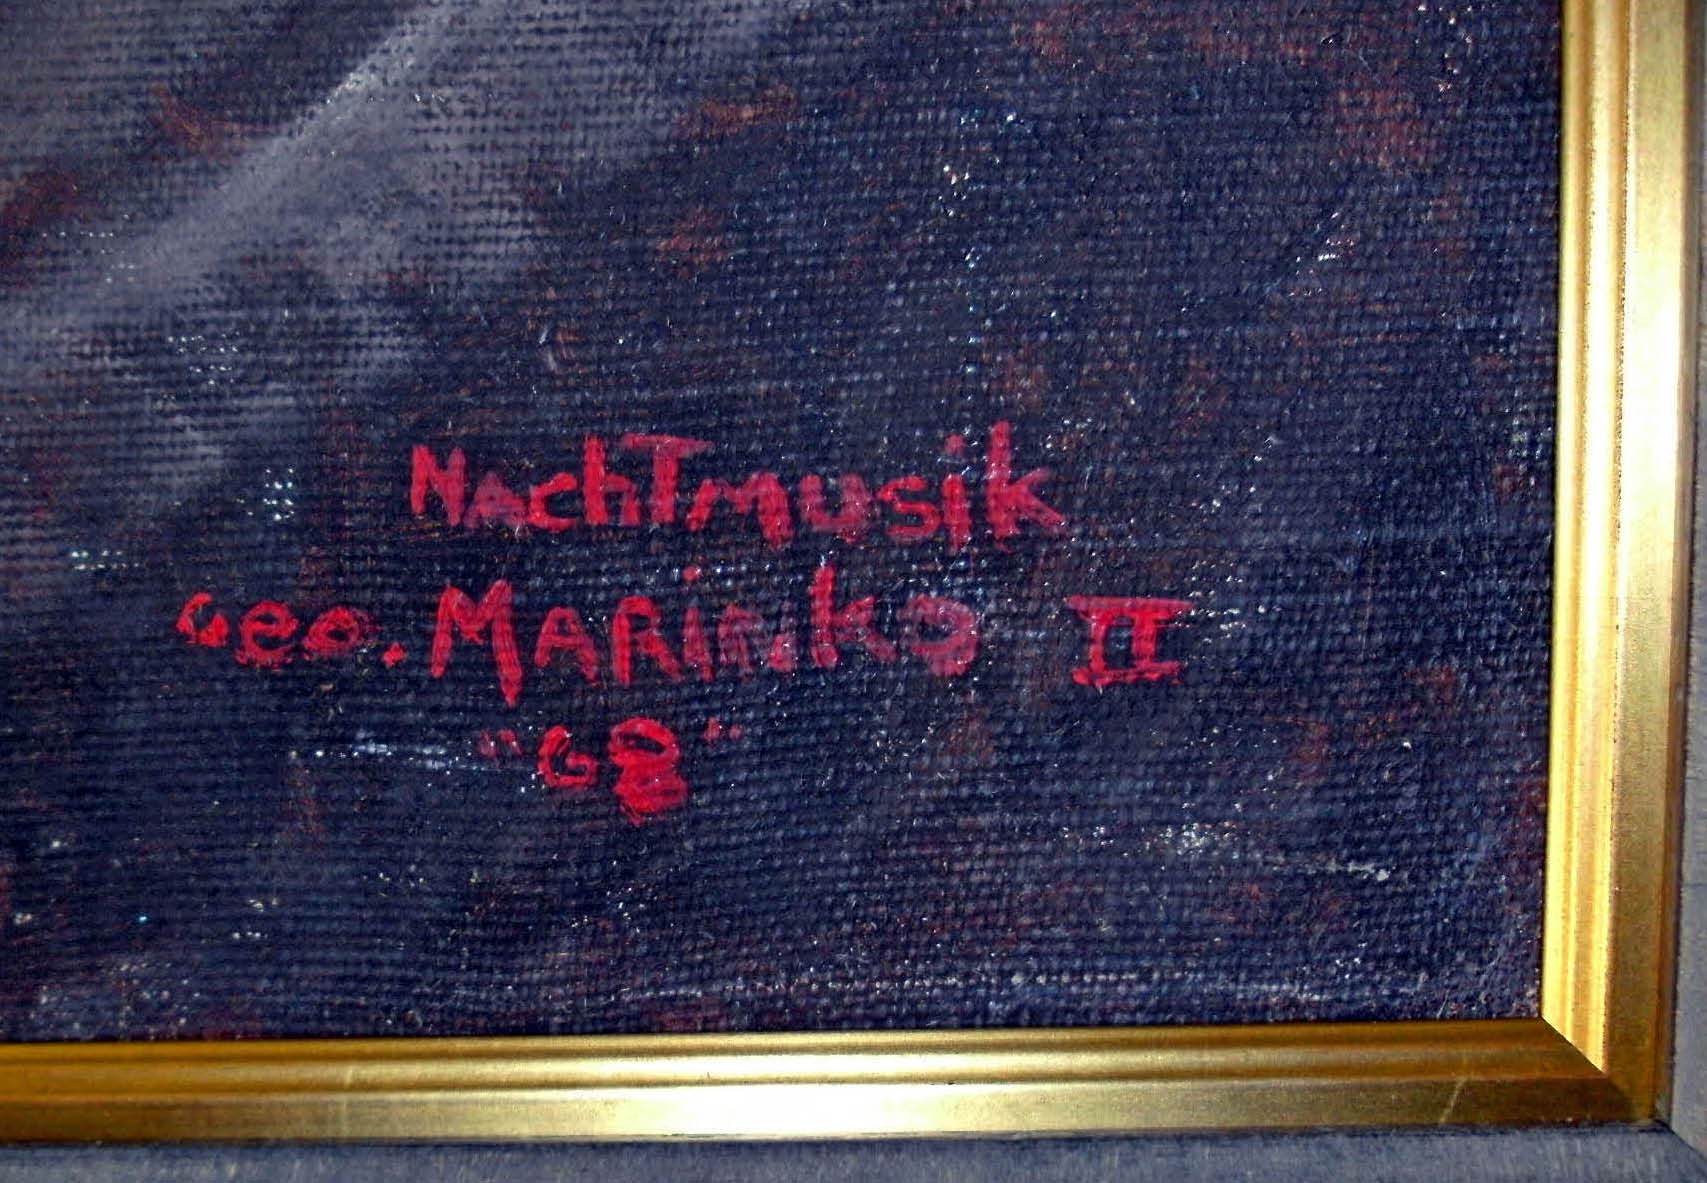 NachTmusik
Geo. MARiNko II
"68"